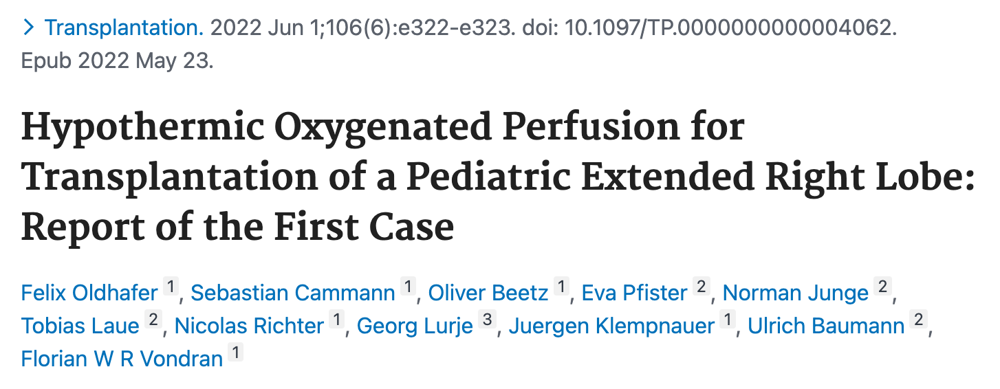 > Transplantation. 2022 Jun 1;106(6):e322-e323. doi: 10.1097/TP.0000000000004062.
Epub 2022 May 23.
Hypothermic Oxygenated Perfusion for
Transplantation of a Pediatric Extended Right Lobe:
Report of the First Case
Felix Oldhafer 1, Sebastian Cammann 1, Oliver Beetz 1, Eva Pfister 2, Norman Junge 2,
Tobias Laue 2, Nicolas Richter 1, Georg Lurje 3, Juergen Klempnauer 1, Ulrich Baumann 2,
Florian W R Vondran 1